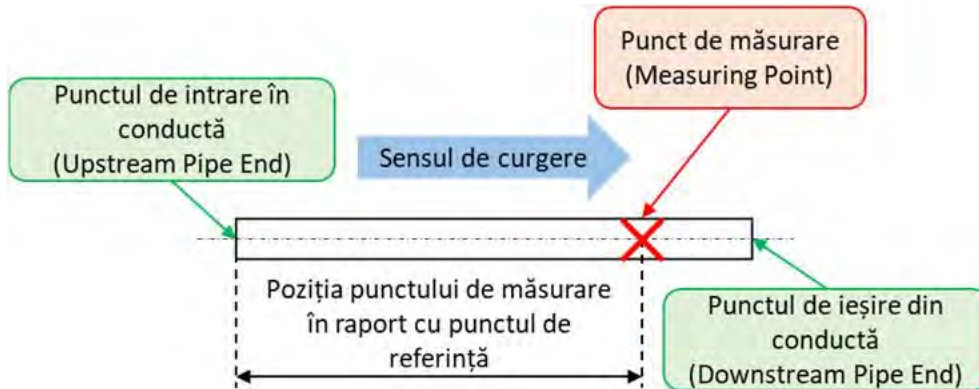 Punctul de intrare în
conductă
(Upstream Pipe End)
Sensul de curgere
Punct de măsurare
(Measuring Point)
Poziția punctului de măsurare
în raport cu punctul de
referință
Punctul de ieșire din
conductă
(Downstream Pipe End)